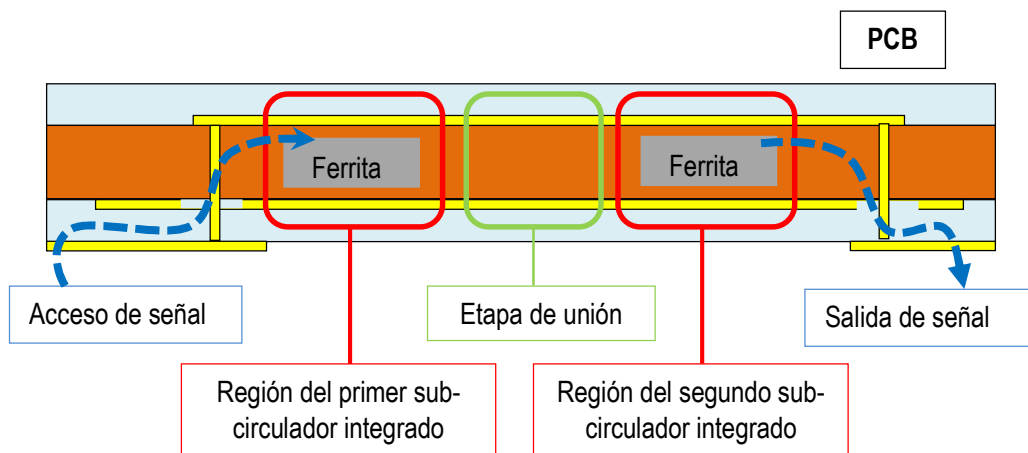 PCB
Ferrita
Ferrita
Acceso de señal
Etapa de unión
Salida de señal
Región del primer sub-
circulador integrado
Región del segundo sub-
circulador integrado